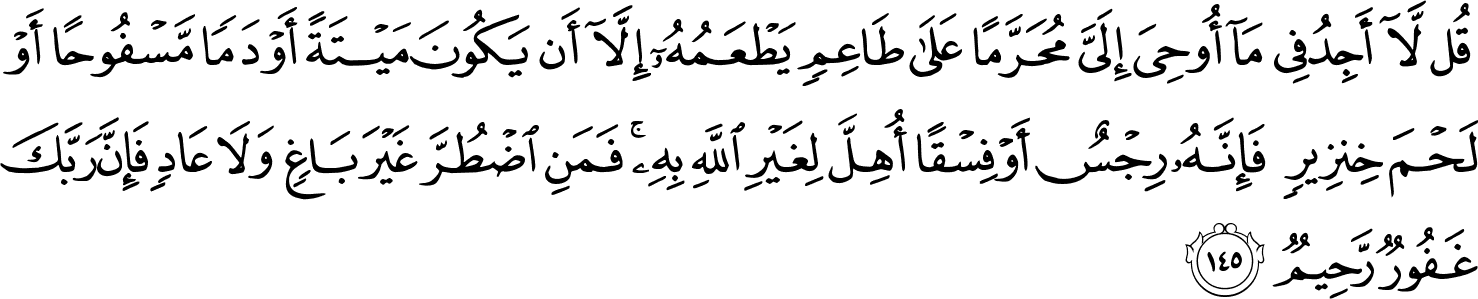 قُل لَّآ أَجِدُ فِى مَآ أُوحِىَ إِلَىَّ مُحَرَّمًا عَلَىٰ طَاعِمٍ يَطْعَمُهُۥٓ إِلَّآ أَن يَكُونَ مَيْتَةً أَوْ دَمًا مَّسْفُوحًا أَوْ
لَحْمَ خِنزِيرٍ فَإِنَّهُۥ رِجْسٌ أَوْ فِسْقًا أُهِلَّ لِغَيْرِ ٱللَّهِ بِهِۦ ۚ فَمَنِ ٱضْطُرَّ غَيْرَ بَاغٍ وَلَا عَادٍ فَإِنَّ رَبَّكَ
غَفُورٌ رَّحِيمٌ ١٤٥